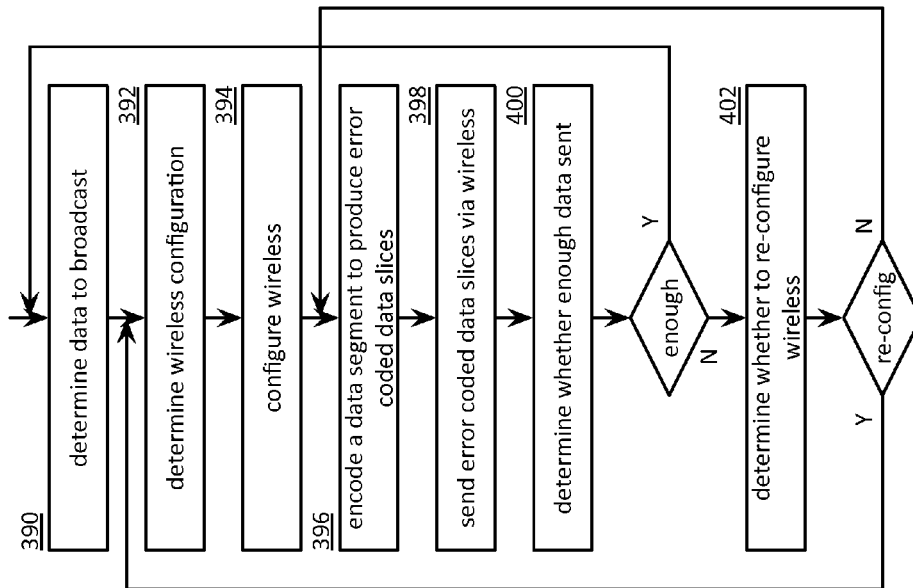 390
determine data to broadcast
392
determine wireless configuration
394
configure wireless
396
encode a data segment to produce error
coded data slices
398
send error coded data slices via wireless
400
determine whether enough data sent
enough
Y
N
402
determine whether to re-configure
wireless
re-config
Y
N